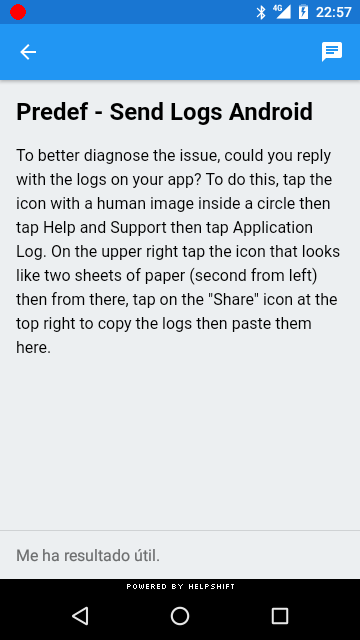 4G 22:57
Predef - Send Logs Android
To better diagnose the issue, could you reply
with the logs on your app? To do this, tap the
icon with a human image inside a circle then
tap Help and Support then tap Application
Log. On the upper right tap the icon that looks
like two sheets of paper (second from left)
then from there, tap on the "Share" icon at the
top right to copy the logs then paste them
here.
Me ha resultado útil.
POWERED BY HELPSHIFT